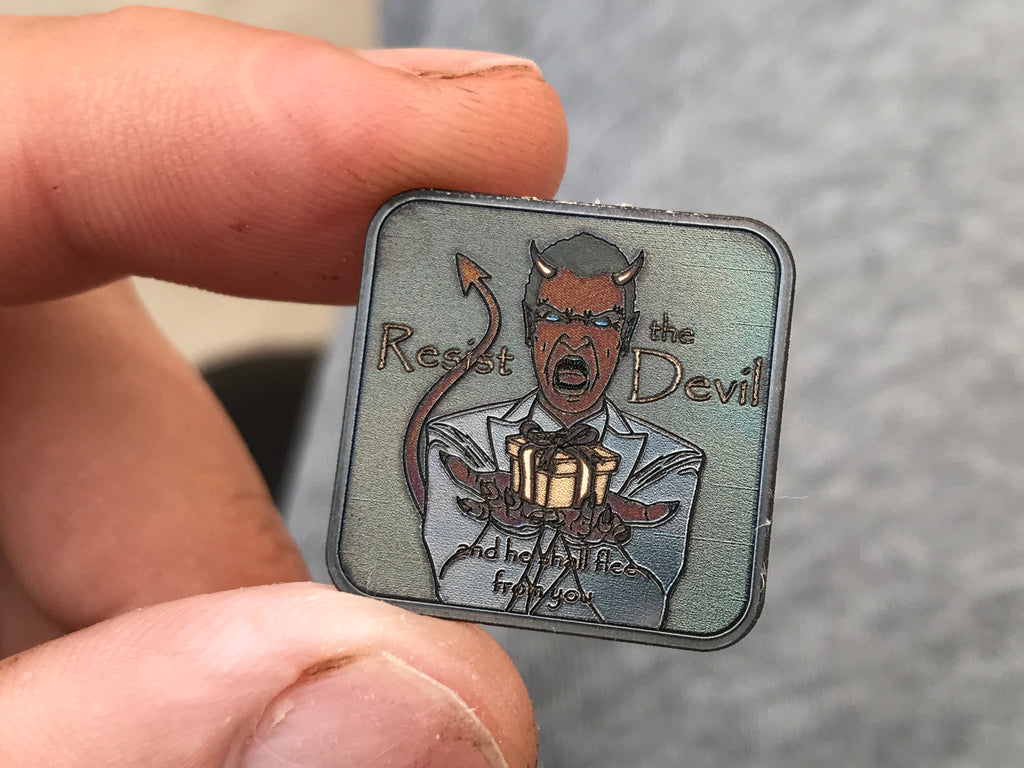 Resist the
Devil
and he shall flee
from you